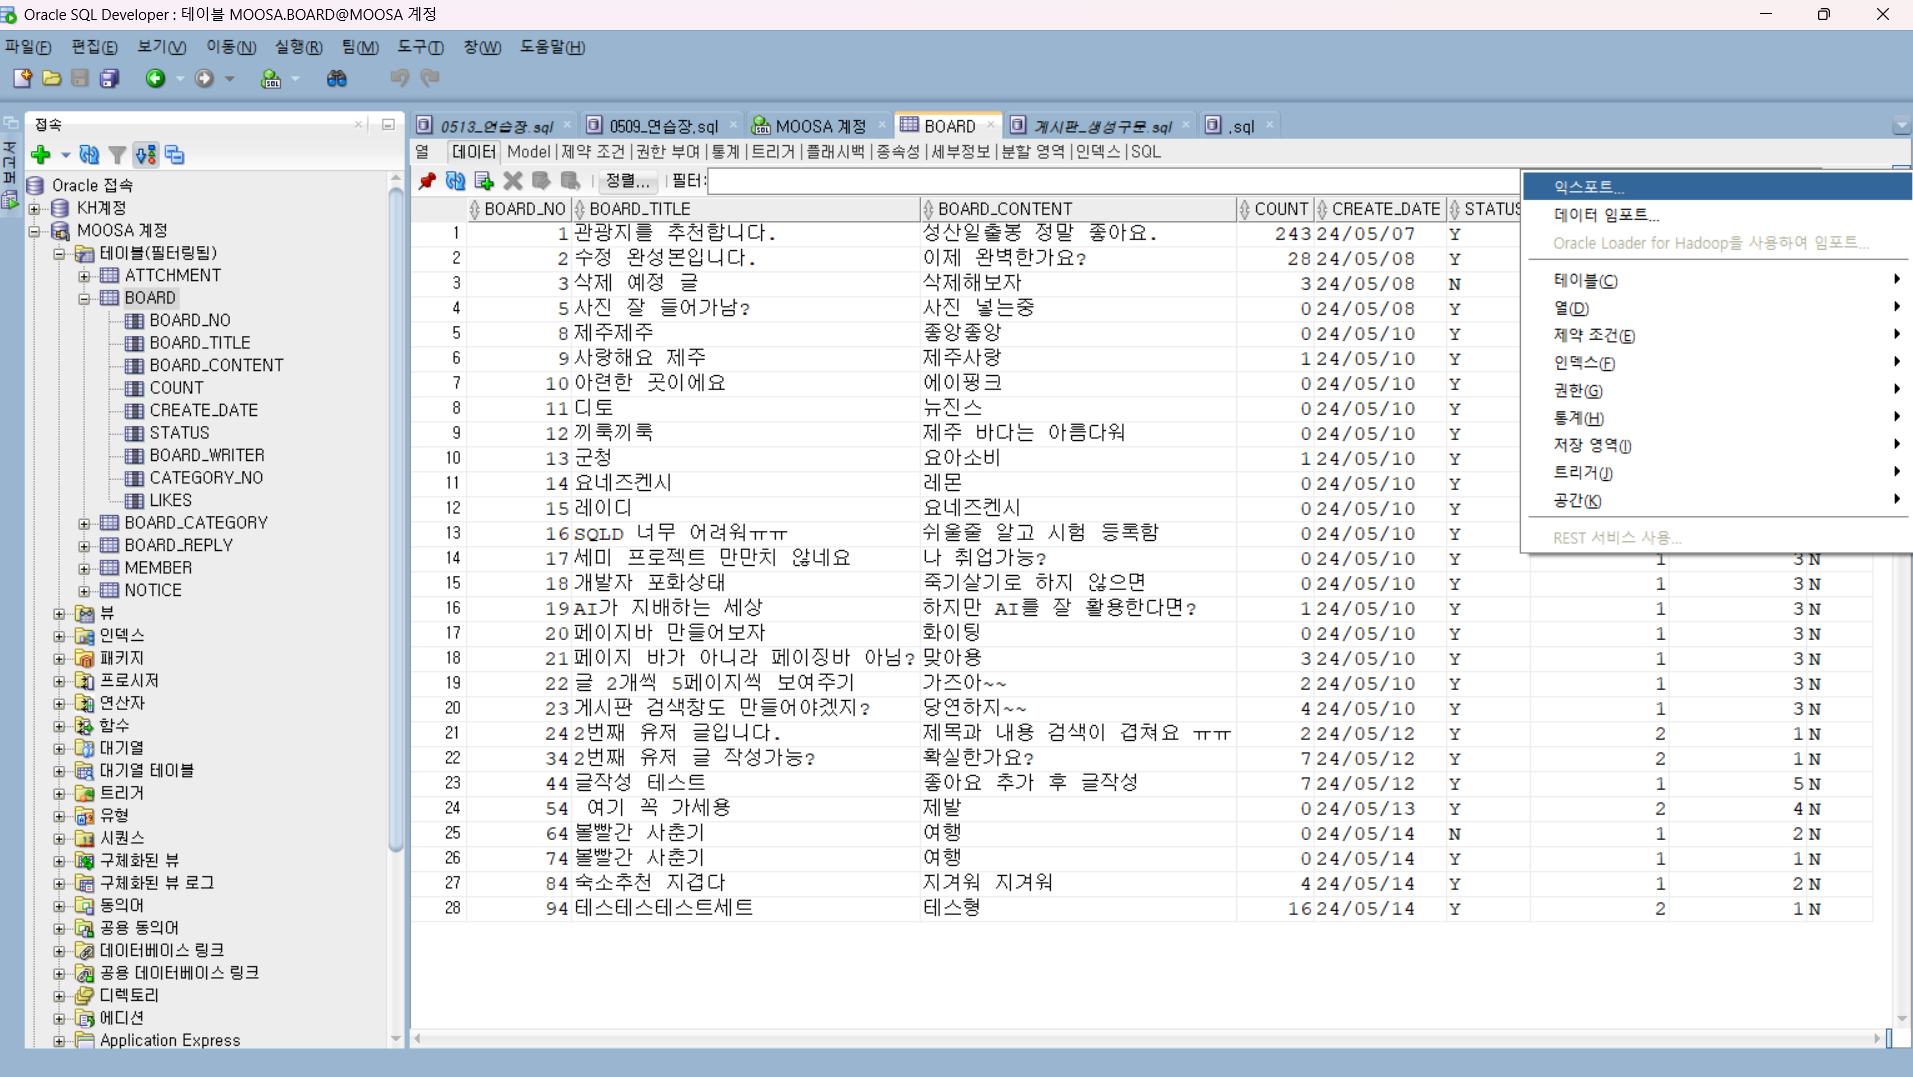 Oracle SQL Developer : 테이블 MOOSA.BOARD@MOOSA 계정
파일(F) 편집(E) 보기(V) 이동(N) 실행(R) 팀(M) 도구(T) 창(W) 도움말(H)
접속
Oracle 접속
KH계정
MOOSA 계정
테이블(필터링됨)
ATTCHMENT
BOARD
BOARD_NO
BOARD_TITLE
BOARD_CONTENT
COUNT
CREATE_DATE
STATUS
BOARD_WRITER
CATEGORY_NO
LIKES
BOARD_CATEGORY
BOARD_REPLY
MEMBER
NOTICE
뷰
인덱스
패키지
프로시저
연산자
함수
대기열
대기열 테이블
트리거
유형
시퀀스
구체화된 뷰
구체화된 뷰 로그
동의어
공용 동의어
데이터베이스 링크
공용 데이터베이스 링크
디렉토리
에디션
Application Express
0513_연습장.sql 0509_연습장.sql MOOSA 계정 BOARD 게시판_생성구문.sql .sql
열 데이터 Model 제약 조건 권한 부여 통계 트리거 플래시백 종속성 세부정보 분할 영역 인덱스 SQL
정렬... 필터:
BOARD_NO BOARD_TITLE BOARD_CONTENT COUNT CREATE_DATE STATUS
1 1 관광지를 추천합니다. 성산일출봉 정말 좋아요. 243 24/05/07 Y
2 2 수정 완성본입니다. 이제 완벽한가요? 28 24/05/08 Y
3 3 삭제 예정 글 삭제해보자 3 24/05/08 N
4 5 사진 잘 들어가남? 사진 넣는중 0 24/05/08 Y
5 8 제주제주 좋앙좋앙 0 24/05/10 Y
6 9 사랑해요 제주 제주사랑 1 24/05/10 Y
7 10 아련한 곳이에요 에이핑크 0 24/05/10 Y
8 11 디토 뉴진스 0 24/05/10 Y
9 12 끼룩끼룩 제주 바다는 아름다워 0 24/05/10 Y
10 13 군청 요아소비 1 24/05/10 Y
11 14 요네즈켄시 레몬 0 24/05/10 Y
12 15 레이디 요네즈켄시 0 24/05/10 Y
13 16 SQLD 너무 어려워ㅠㅠ 쉬울줄 알고 시험 등록함 0 24/05/10 Y
14 17 세미 프로젝트 만만치 않네요 나 취업가능? 0 24/05/10 Y 1 3 N
15 18 개발자 포화상태 죽기살기로 하지 않으면 0 24/05/10 Y 1 3 N
16 19 AI가 지배하는 세상 하지만 AI를 잘 활용한다면? 1 24/05/10 Y 1 3 N
17 20 페이지바 만들어보자 화이팅 0 24/05/10 Y 1 3 N
18 21 페이지 바가 아니라 페이징바 아님? 맞아용 3 24/05/10 Y 1 3 N
19 22 글 2개씩 5페이지씩 보여주기 가즈아~~ 2 24/05/10 Y 1 3 N
20 23 게시판 검색창도 만들어야겠지? 당연하지~~ 4 24/05/10 Y 1 3 N
21 24 2번째 유저 글입니다. 제목과 내용 검색이 겹쳐요 ㅠㅠ 2 24/05/12 Y 2 1 N
22 34 2번째 유저 글 작성가능? 확실한가요? 7 24/05/12 Y 2 1 N
23 44 글작성 테스트 좋아요 추가 후 글작성 7 24/05/12 Y 1 5 N
24 54 여기 꼭 가세용 제발 0 24/05/13 Y 2 4 N
25 64 볼빨간 사춘기 여행 0 24/05/14 N 1 2 N
26 74 볼빨간 사춘기 여행 0 24/05/14 Y 1 1 N
27 84 숙소추천 지겹다 지겨워 지겨워 4 24/05/14 Y 1 2 N
28 94 테스테스테스트세트 테스형 16 24/05/14 Y 2 1 N
익스포트...
데이터 임포트...
Oracle Loader for Hadoop을 사용하여 임포트...
테이블(C)
열(D)
제약 조건(E)
인덱스(F)
권한(G)
통계(H)
저장 영역(I)
트리거(J)
공간(K)
REST 서비스 사용...